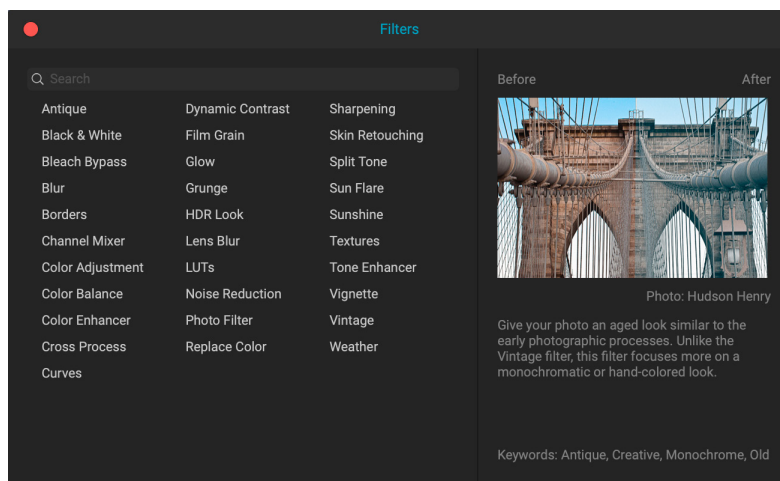 Filters
Search
Antique
Black & White
Bleach Bypass
Blur
Borders
Channel Mixer
Color Adjustment
Color Balance
Color Enhancer
Cross Process
Curves
Dynamic Contrast
Film Grain
Glow
Grunge
HDR Look
Lens Blur
LUTs
Noise Reduction
Photo Filter
Replace Color
Sharpening
Skin Retouching
Split Tone
Sun Flare
Sunshine
Textures
Tone Enhancer
Vignette
Vintage
Weather
Before
After
Photo: Hudson Henry
Give your photo an aged look similar to the
early photographic processes. Unlike the
Vintage filter, this filter focuses more on a
monochromatic or hand-colored look.
Keywords: Antique, Creative, Monochrome, Old